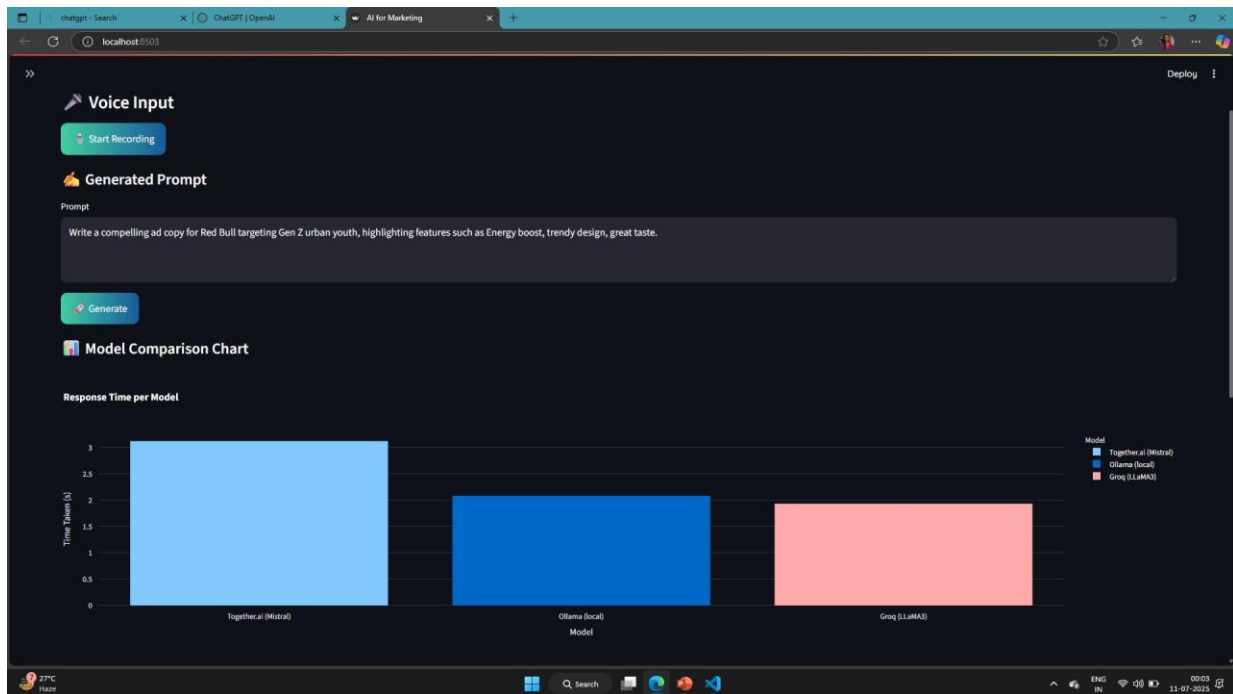 chatgpt - Search
ChatGPT | OpenAI
AI for Marketing
localhost:8503
Deploy
Voice Input
Start Recording
Generated Prompt
Prompt
Write a compelling ad copy for Red Bull targeting Gen Z urban youth, highlighting features such as Energy boost, trendy design, great taste.
Generate
Model Comparison Chart
Response Time per Model
Model
Together.ai (Mistral)
Ollama (local)
Groq (LLaMA3)
3
2.5
2
1.5
1
0.5
0
Time Taken (s)
Together.ai (Mistral)
Ollama (local)
Groq (LLaMA3)
Model
7
27°C
Haze
Search
ENG
IN
00:03
11-07-2025